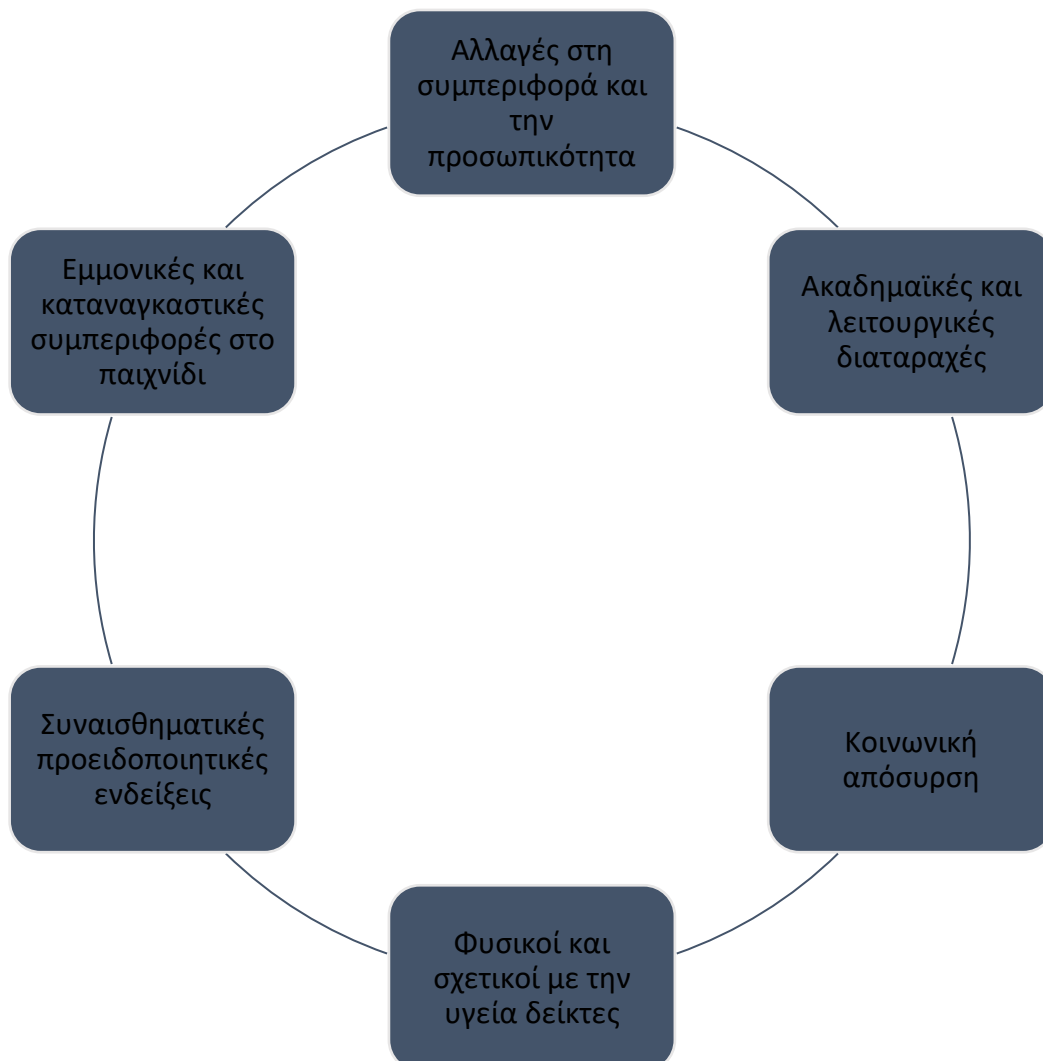 Αλλαγές στη
συμπεριφορά και
την
προσωπικότητα
Ακαδημαϊκές και
λειτουργικές
διαταραχές
Κοινωνική
απόσυρση
Φυσικοί και
σχετικοί με την
υγεία δείκτες
Συναισθηματικές
προειδοποιητικές
ενδείξεις
Εμμονικές και
καταναγκαστικές
συμπεριφορές στο
παιχνίδι